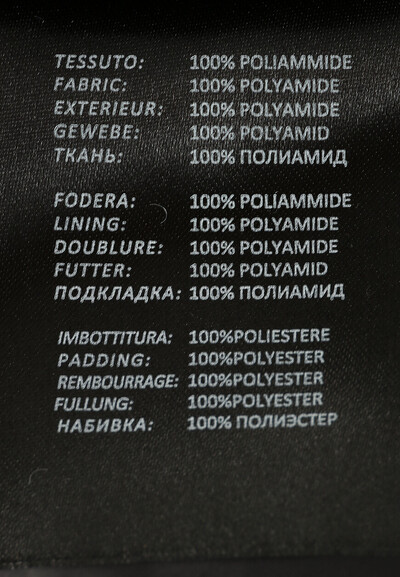 TESSUTO: 100% POLIAMMIDE
FABRIC: 100% POLYAMIDE
EXTERIEUR: 100% POLYAMIDE
GEWEBE: 100% POLYAMID
ТКАНЬ: 100% ПОЛИАМИД
FODERA: 100% POLIAMMIDE
LINING: 100% POLYAMIDE
DOUBLURE: 100% POLYAMIDE
FUTTER: 100% POLYAMID
ПОДКЛАДКА: 100% ПОЛИАМИД
IMBOTTITURA: 100%POLIESTERE
PADDING: 100%POLYESTER
REMBOURRAGE: 100%POLYESTER
FULLUNG: 100%POLYESTER
НАБИВКА: 100% ПОЛИЭСТЕР